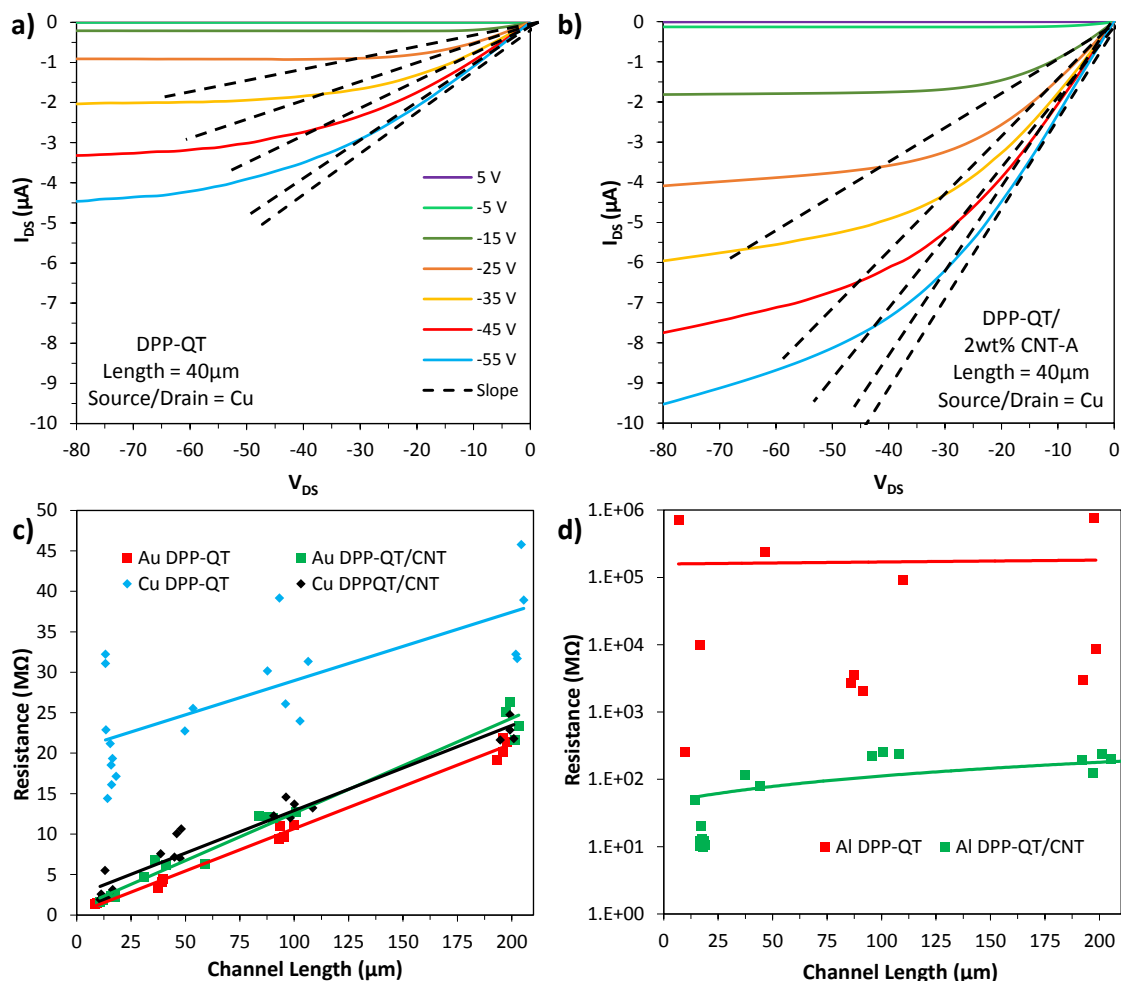 a)
0
-1
-2
-3
-4
-5
-6
-7
-8
-9
-10
I_DS (µA)
5 V
-5 V
-15 V
-25 V
-35 V
-45 V
-55 V
Slope
DPP-QT
Length = 40µm
Source/Drain = Cu
-80 -70 -60 -50 -40 -30 -20 -10 0
V_DS
b)
0
-1
-2
-3
-4
-5
-6
-7
-8
-9
-10
I_DS (µA)
DPP-QT/
2wt% CNT-A
Length = 40µm
Source/Drain = Cu
-80 -70 -60 -50 -40 -30 -20 -10 0
V_DS
c)
50
45
40
35
30
25
20
15
10
5
0
Resistance (MΩ)
Au DPP-QT Au DPP-QT/CNT
Cu DPP-QT Cu DPPQT/CNT
0 25 50 75 100 125 150 175 200
Channel Length (µm)
d)
1.E+06
1.E+05
1.E+04
1.E+03
1.E+02
1.E+01
1.E+00
Resistance (MΩ)
Al DPP-QT Al DPP-QT/CNT
0 25 50 75 100 125 150 175 200
Channel Length (µm)